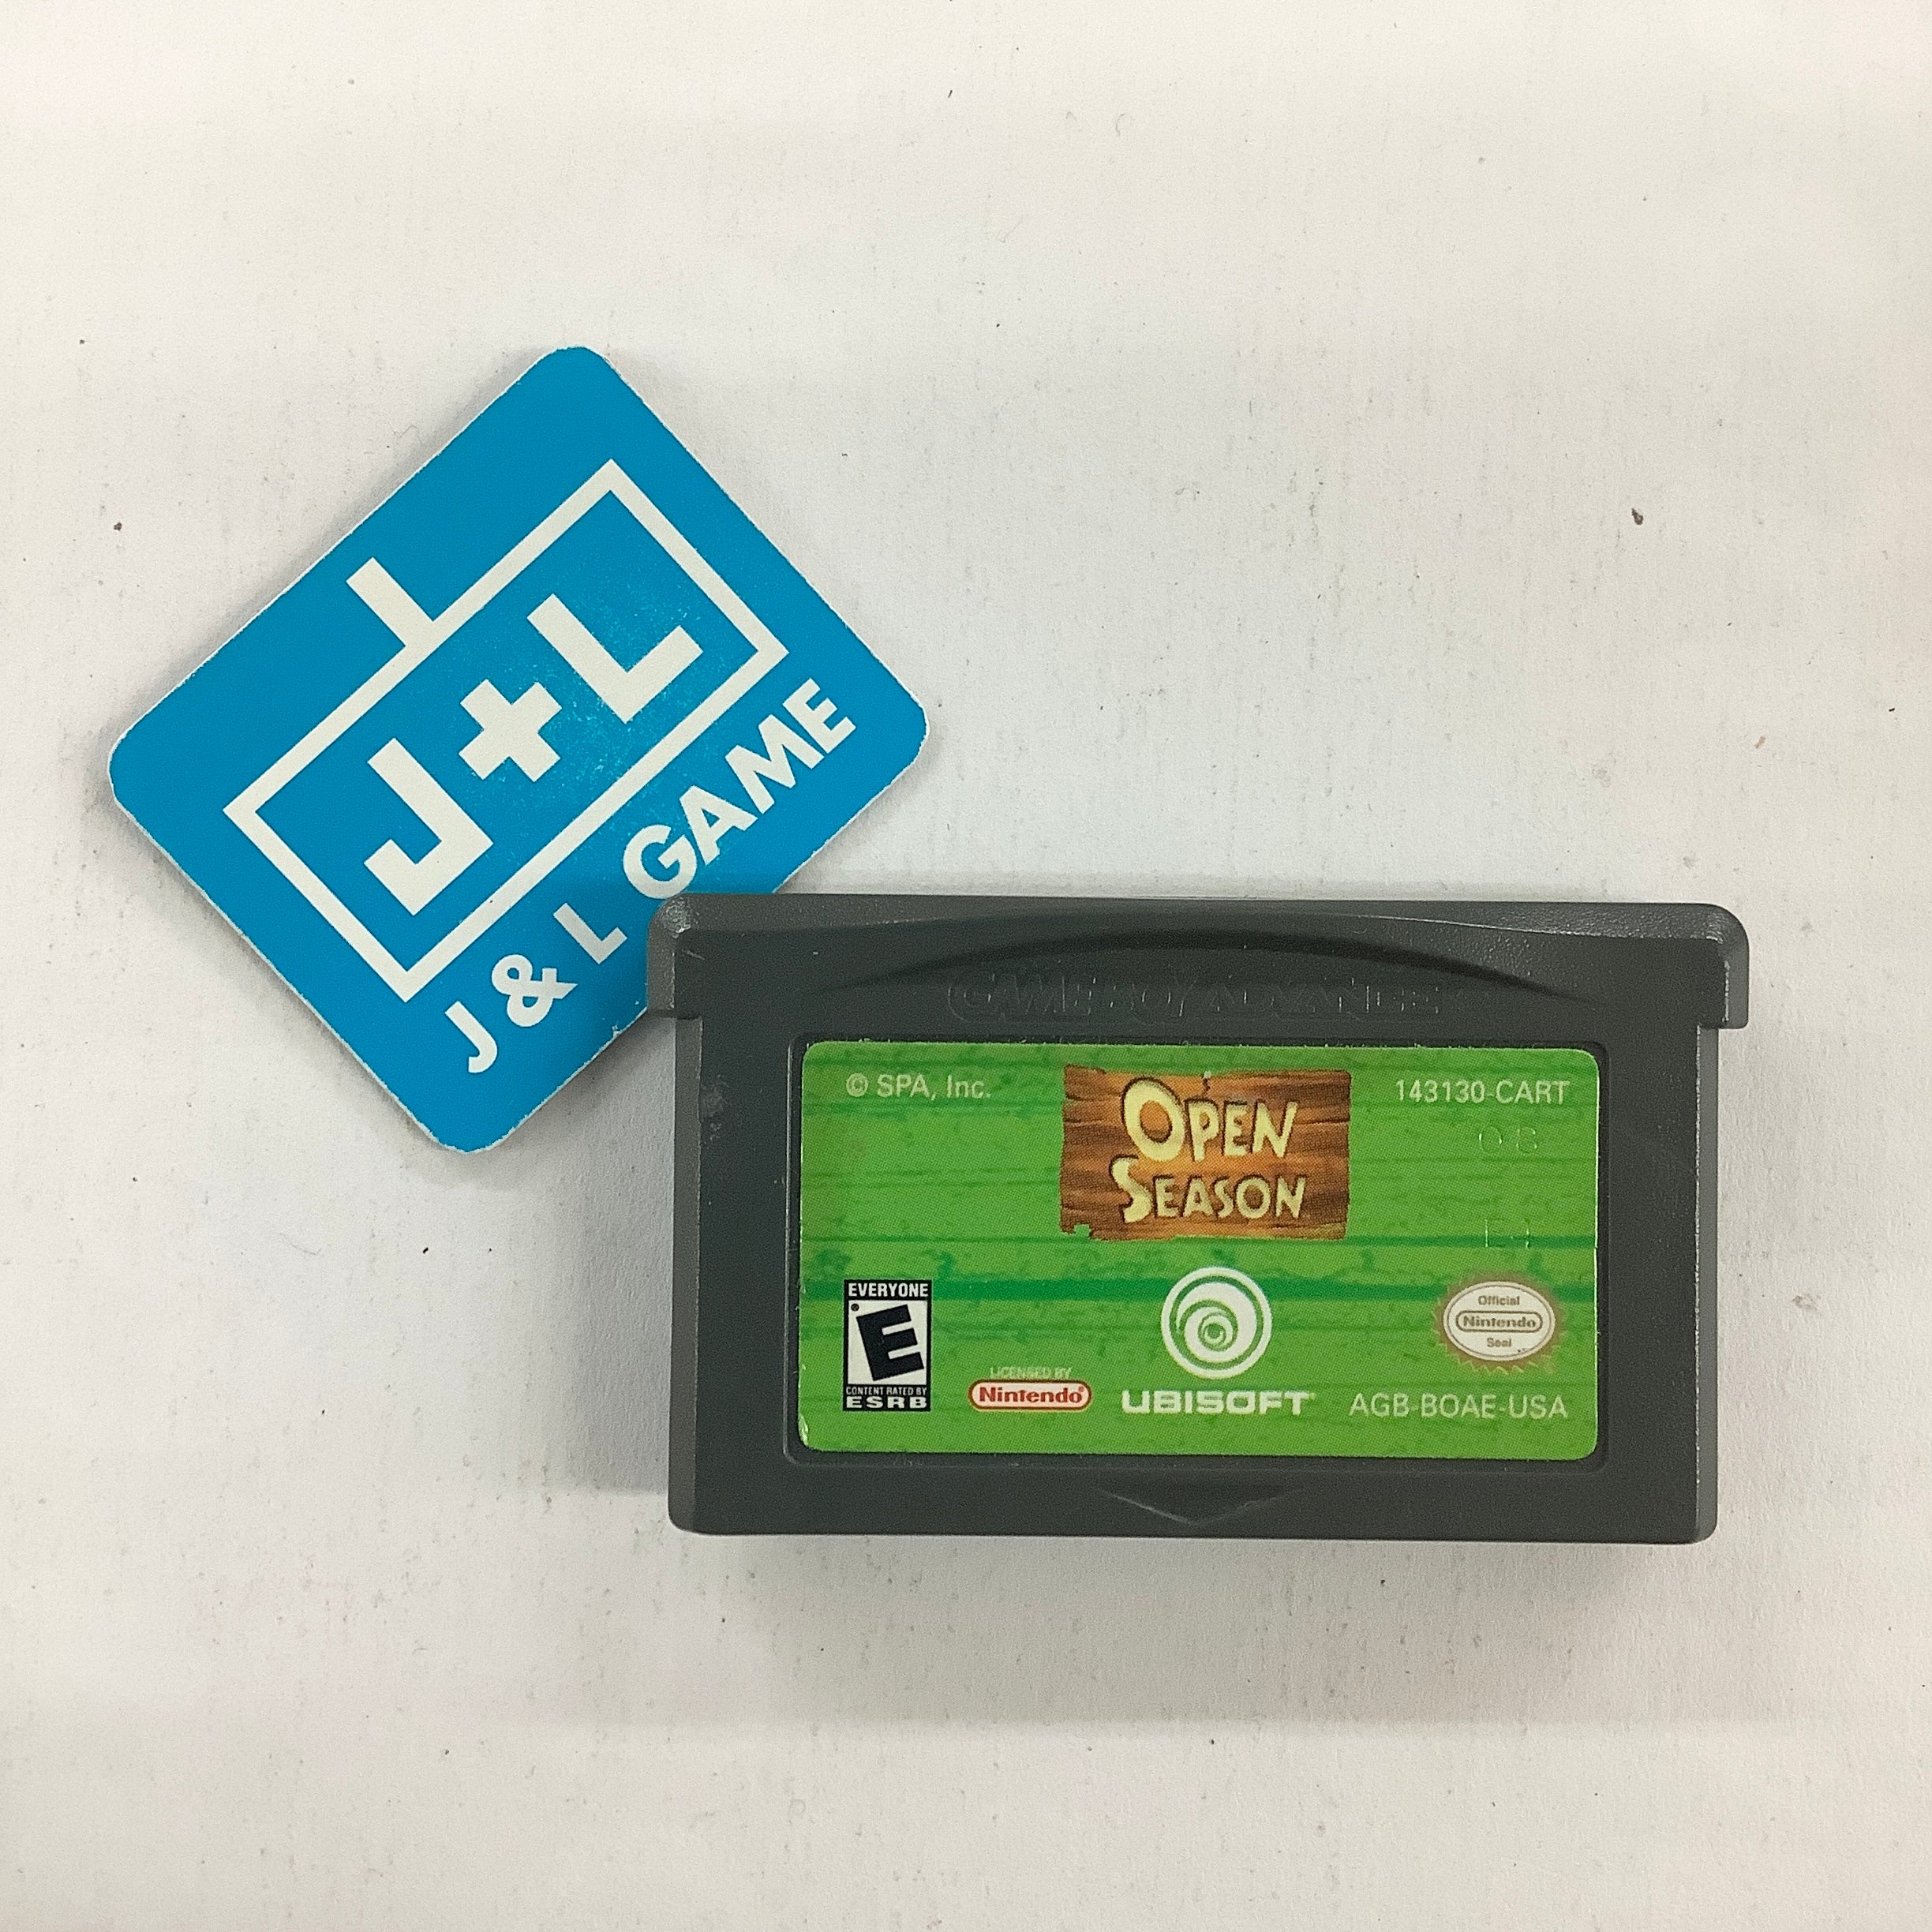 J+L
J & L GAME
GAME BOY ADVANCE
© SPA, Inc.
OPEN
SEASON
143130-CART
EVERYONE
E
CONTENT RATED BY
ESRB
LICENSED BY
Nintendo®
UBISOFT
Official
Nintendo
Seal
AGB-BOAE-USA